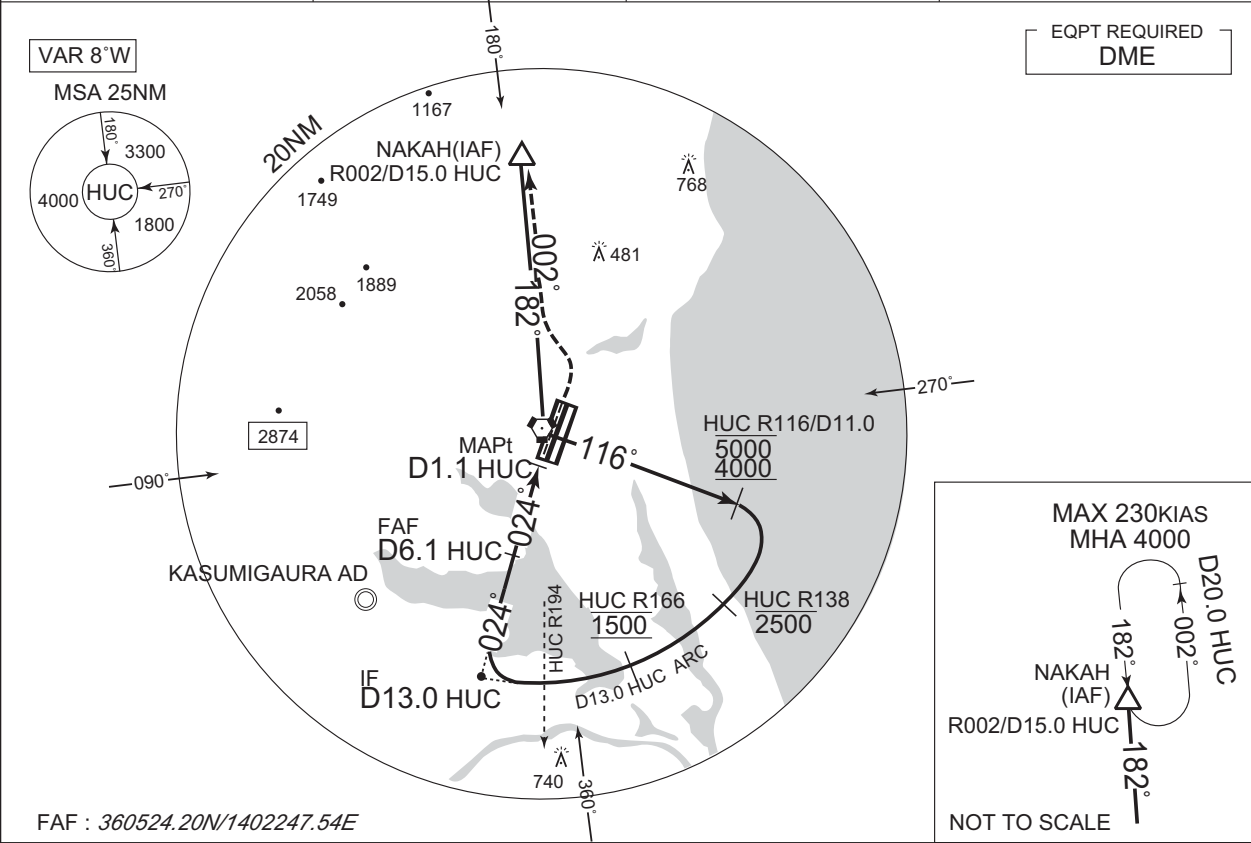 VAR 8°W
MSA 25NM
180°
3300
HUC
270°
4000
1800
360°
EQPT REQUIRED
DME
180°
20NM
1167
NAKAH(IAF)
R002/D15.0 HUC
768
1749
481
002°
182°
1889
2058
270°
2874
MAPt
D1.1 HUC
116°
HUC R116/D11.0
5000
4000
090°
024°
FAF
D6.1 HUC
KASUMIGAURA AD
024°
HUC R194
HUC R166
1500
HUC R138
2500
D13.0 HUC ARC
IF
D13.0 HUC
740
360°
MAX 230KIAS
MHA 4000
D20.0 HUC
182°
002°
NAKAH
(IAF)
R002/D15.0 HUC
182°
NOT TO SCALE
FAF : 360524.20N/1402247.54E